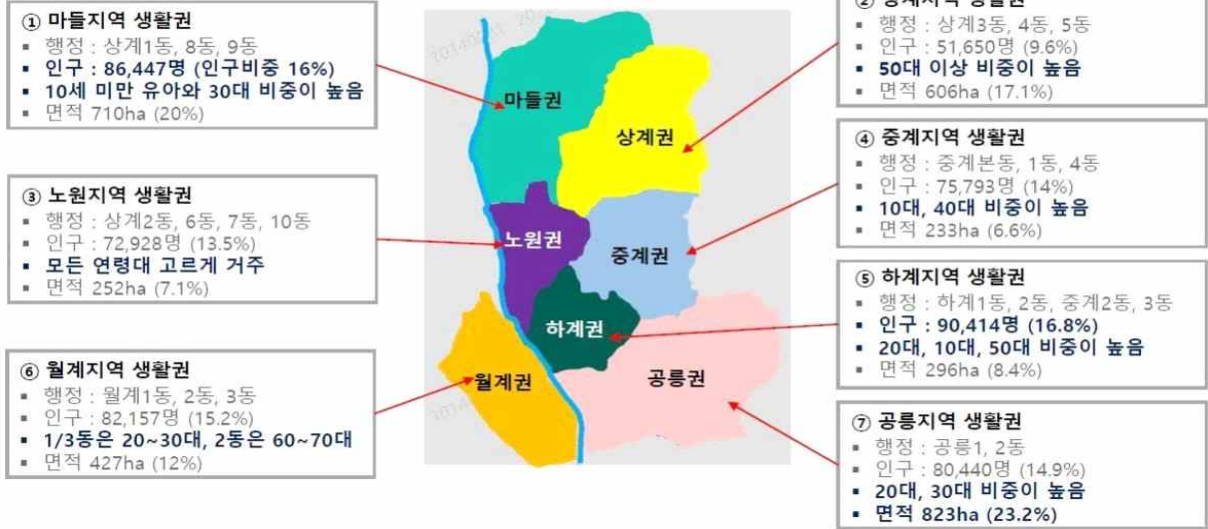 ① 마들지역 생활권
▪ 행정 : 상계1동, 8동, 9동
▪ 인구 : 86,447명 (인구비중 16%)
▪ 10세 미만 유아와 30대 비중이 높음
▪ 면적 710ha (20%)
② 상계지역 생활권
▪ 행정 : 상계3동, 4동, 5동
▪ 인구 : 51,650명 (9.6%)
▪ 50대 이상 비중이 높음
▪ 면적 606ha (17.1%)
③ 노원지역 생활권
▪ 행정 : 상계2동, 6동, 7동, 10동
▪ 인구 : 72,928명 (13.5%)
▪ 모든 연령대 고르게 거주
▪ 면적 252ha (7.1%)
④ 중계지역 생활권
▪ 행정 : 중계본동, 1동, 4동
▪ 인구 : 75,793명 (14%)
▪ 10대, 40대 비중이 높음
▪ 면적 233ha (6.6%)
⑤ 하계지역 생활권
▪ 행정 : 하계1동, 2동, 중계2동, 3동
▪ 인구 : 90,414명 (16.8%)
▪ 20대, 10대, 50대 비중이 높음
▪ 면적 296ha (8.4%)
⑥ 월계지역 생활권
▪ 행정 : 월계1동, 2동, 3동
▪ 인구 : 82,157명 (15.2%)
▪ 1/3동은 20~30대, 2동은 60~70대
▪ 면적 427ha (12%)
⑦ 공릉지역 생활권
▪ 행정 : 공릉1, 2동
▪ 인구 : 80,440명 (14.9%)
▪ 20대, 30대 비중이 높음
▪ 면적 823ha (23.2%)
마들권
상계권
노원권
중계권
하계권
월계권
공릉권